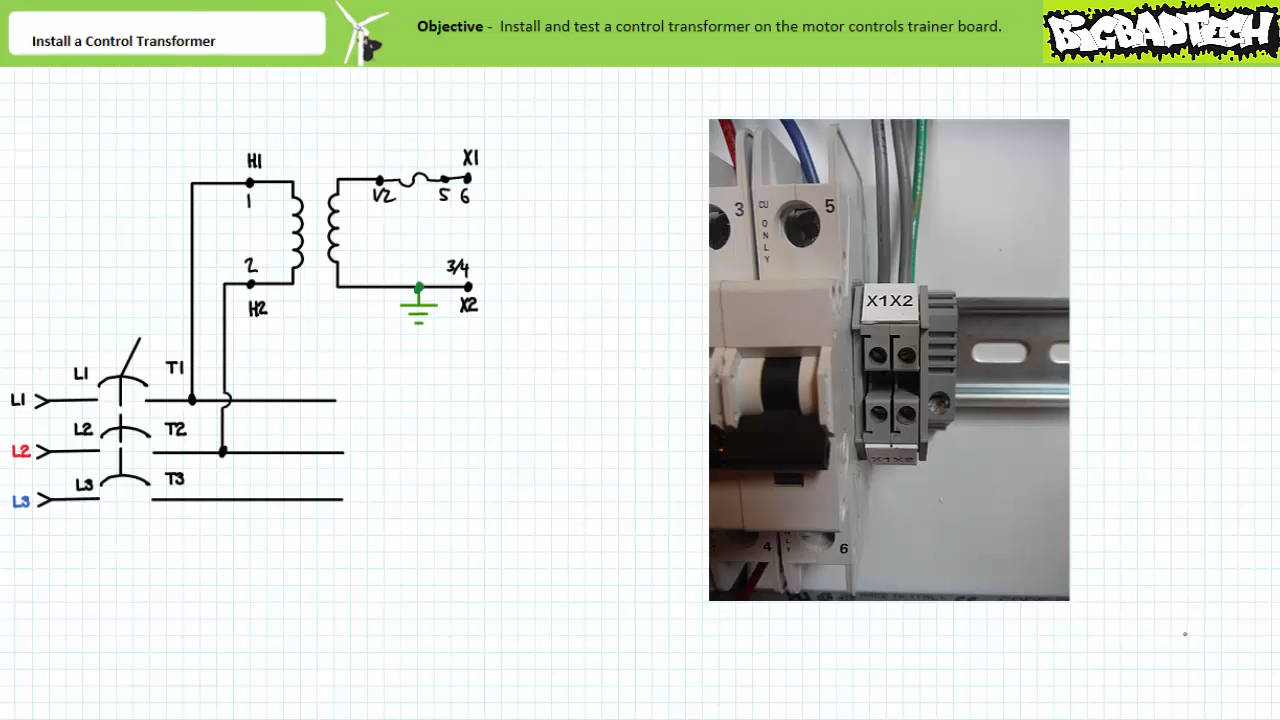 Install a Control Transformer
Objective - Install and test a control transformer on the motor controls trainer board.
BIGBADTECH
H1
1
2
H2
V2
5
X1
6
3/4
X2
L1
L1
T1
L2
L2
T2
L3
L3
T3
3
CU ONLY
5
X1X2
X1X2
4
LY
6